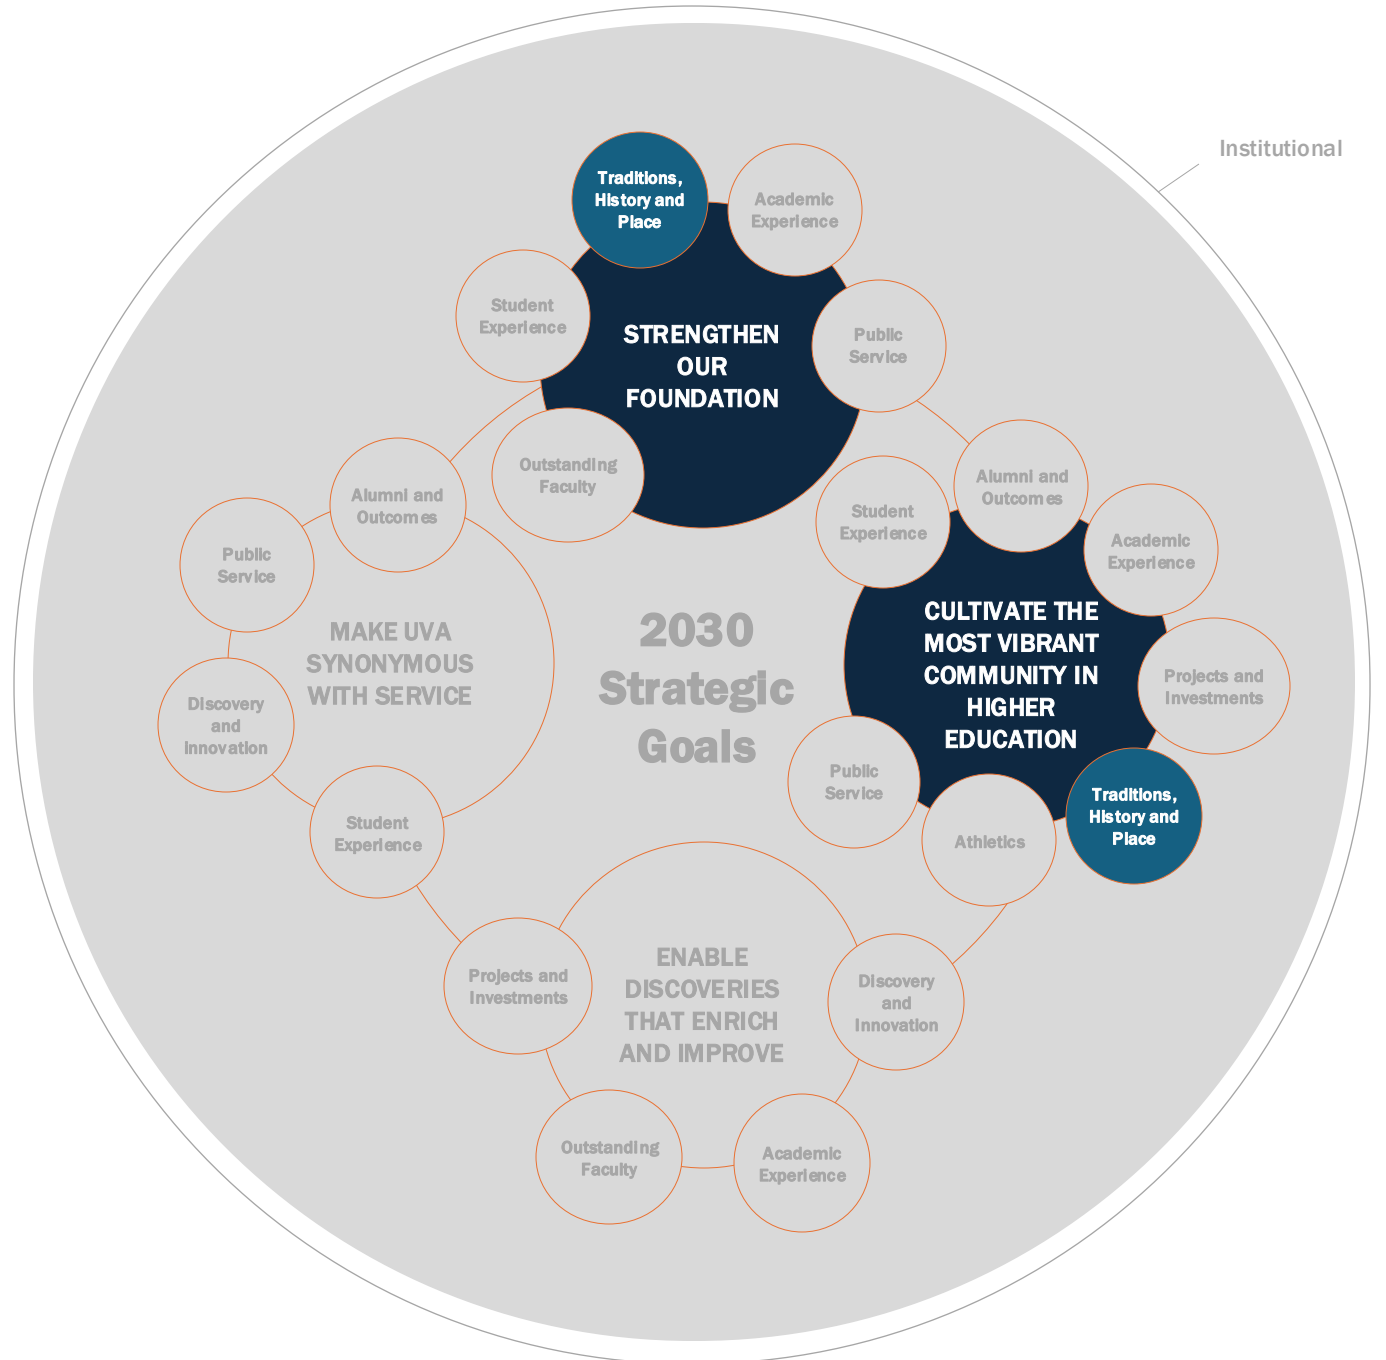 Institutional
Traditions,
History and
Place
Academic
Experience
Student
Experience
STRENGTHEN
OUR
FOUNDATION
Public
Service
Outstanding
Faculty
Alumni and
Outcomes
Public
Service
MAKE UVA
SYNONYMOUS
WITH SERVICE
Discovery
and
Innovation
Student
Experience
2030
Strategic
Goals
Student
Experience
Alumni and
Outcomes
Academic
Experience
CULTIVATE THE
MOST VIBRANT
COMMUNITY IN
HIGHER
EDUCATION
Projects and
Investments
Public
Service
Athletics
Traditions,
History and
Place
Projects and
Investments
ENABLE
DISCOVERIES
THAT ENRICH
AND IMPROVE
Discovery
and
Innovation
Outstanding
Faculty
Academic
Experience